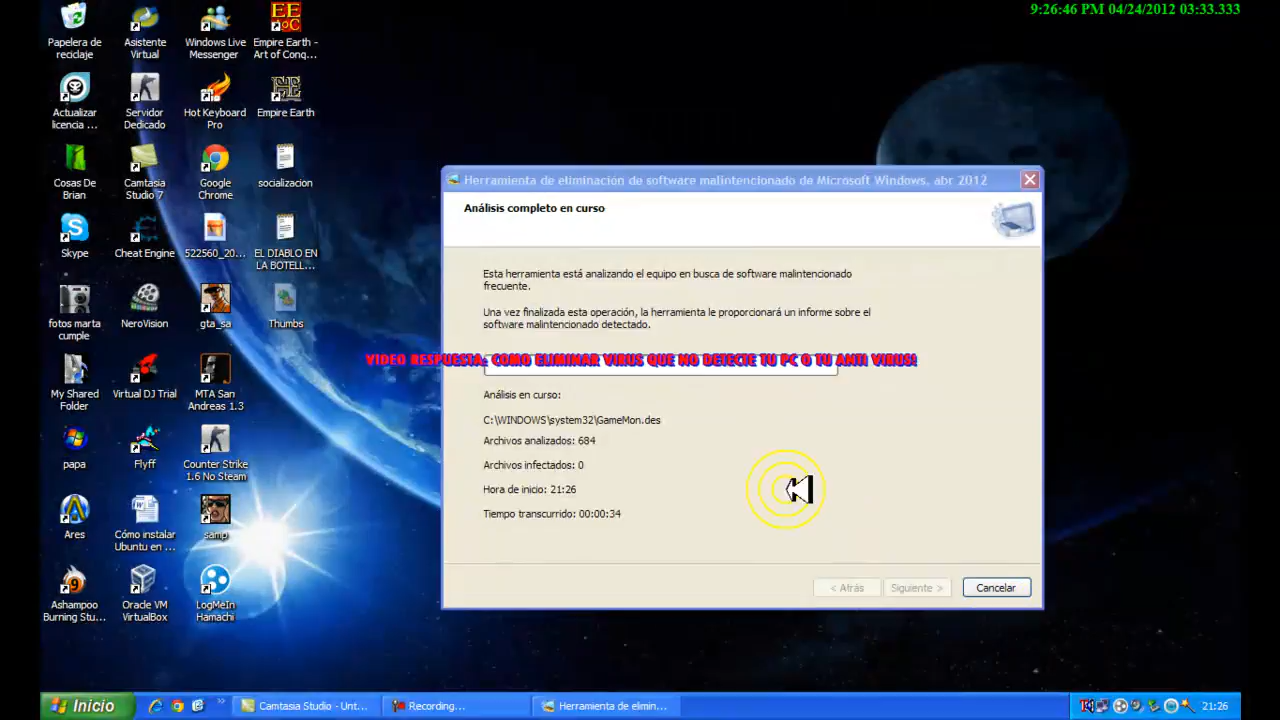 9:26:46 PM 04/24/2012 03:33.333
Papelera de
reciclaje
Asistente
Virtual
Windows Live
Messenger
Empire Earth -
Art of Conq...
Actualizar
licencia ...
Servidor
Dedicado
Hot Keyboard
Pro
Empire Earth
Cosas De
Brian
Camtasia
Studio 7
Google
Chrome
socializacion
Skype
Cheat Engine
522560_20...
EL DIABLO EN
LA BOTELL...
fotos marta
cumple
NeroVision
gta_sa
Thumbs
My Shared
Folder
Virtual DJ Trial
MTA San
Andreas 1.3
papa
Flyff
Counter Strike
1.6 No Steam
Ares
Cómo instalar
Ubuntu en ...
samp
Ashampoo
Burning Stu...
Oracle VM
VirtualBox
LogMeIn
Hamachi
Herramienta de eliminación de software malintencionado de Microsoft Windows, abr 2012
Análisis completo en curso
Esta herramienta está analizando el equipo en busca de software malintencionado
frecuente.
Una vez finalizada esta operación, la herramienta le proporcionará un informe sobre el
software malintencionado detectado.
VIDEO RESPUESTA: COMO ELIMINAR VIRUS QUE NO DETECTE TU PC O TU ANTI VIRUS!
Análisis en curso:
C:\WINDOWS\system32\GameMon.des
Archivos analizados: 684
Archivos infectados: 0
Hora de inicio: 21:26
Tiempo transcurrido: 00:00:34
< Atrás
Siguiente >
Cancelar
Inicio
Camtasia Studio - Unt...
Recording...
Herramienta de elimin...
21:26